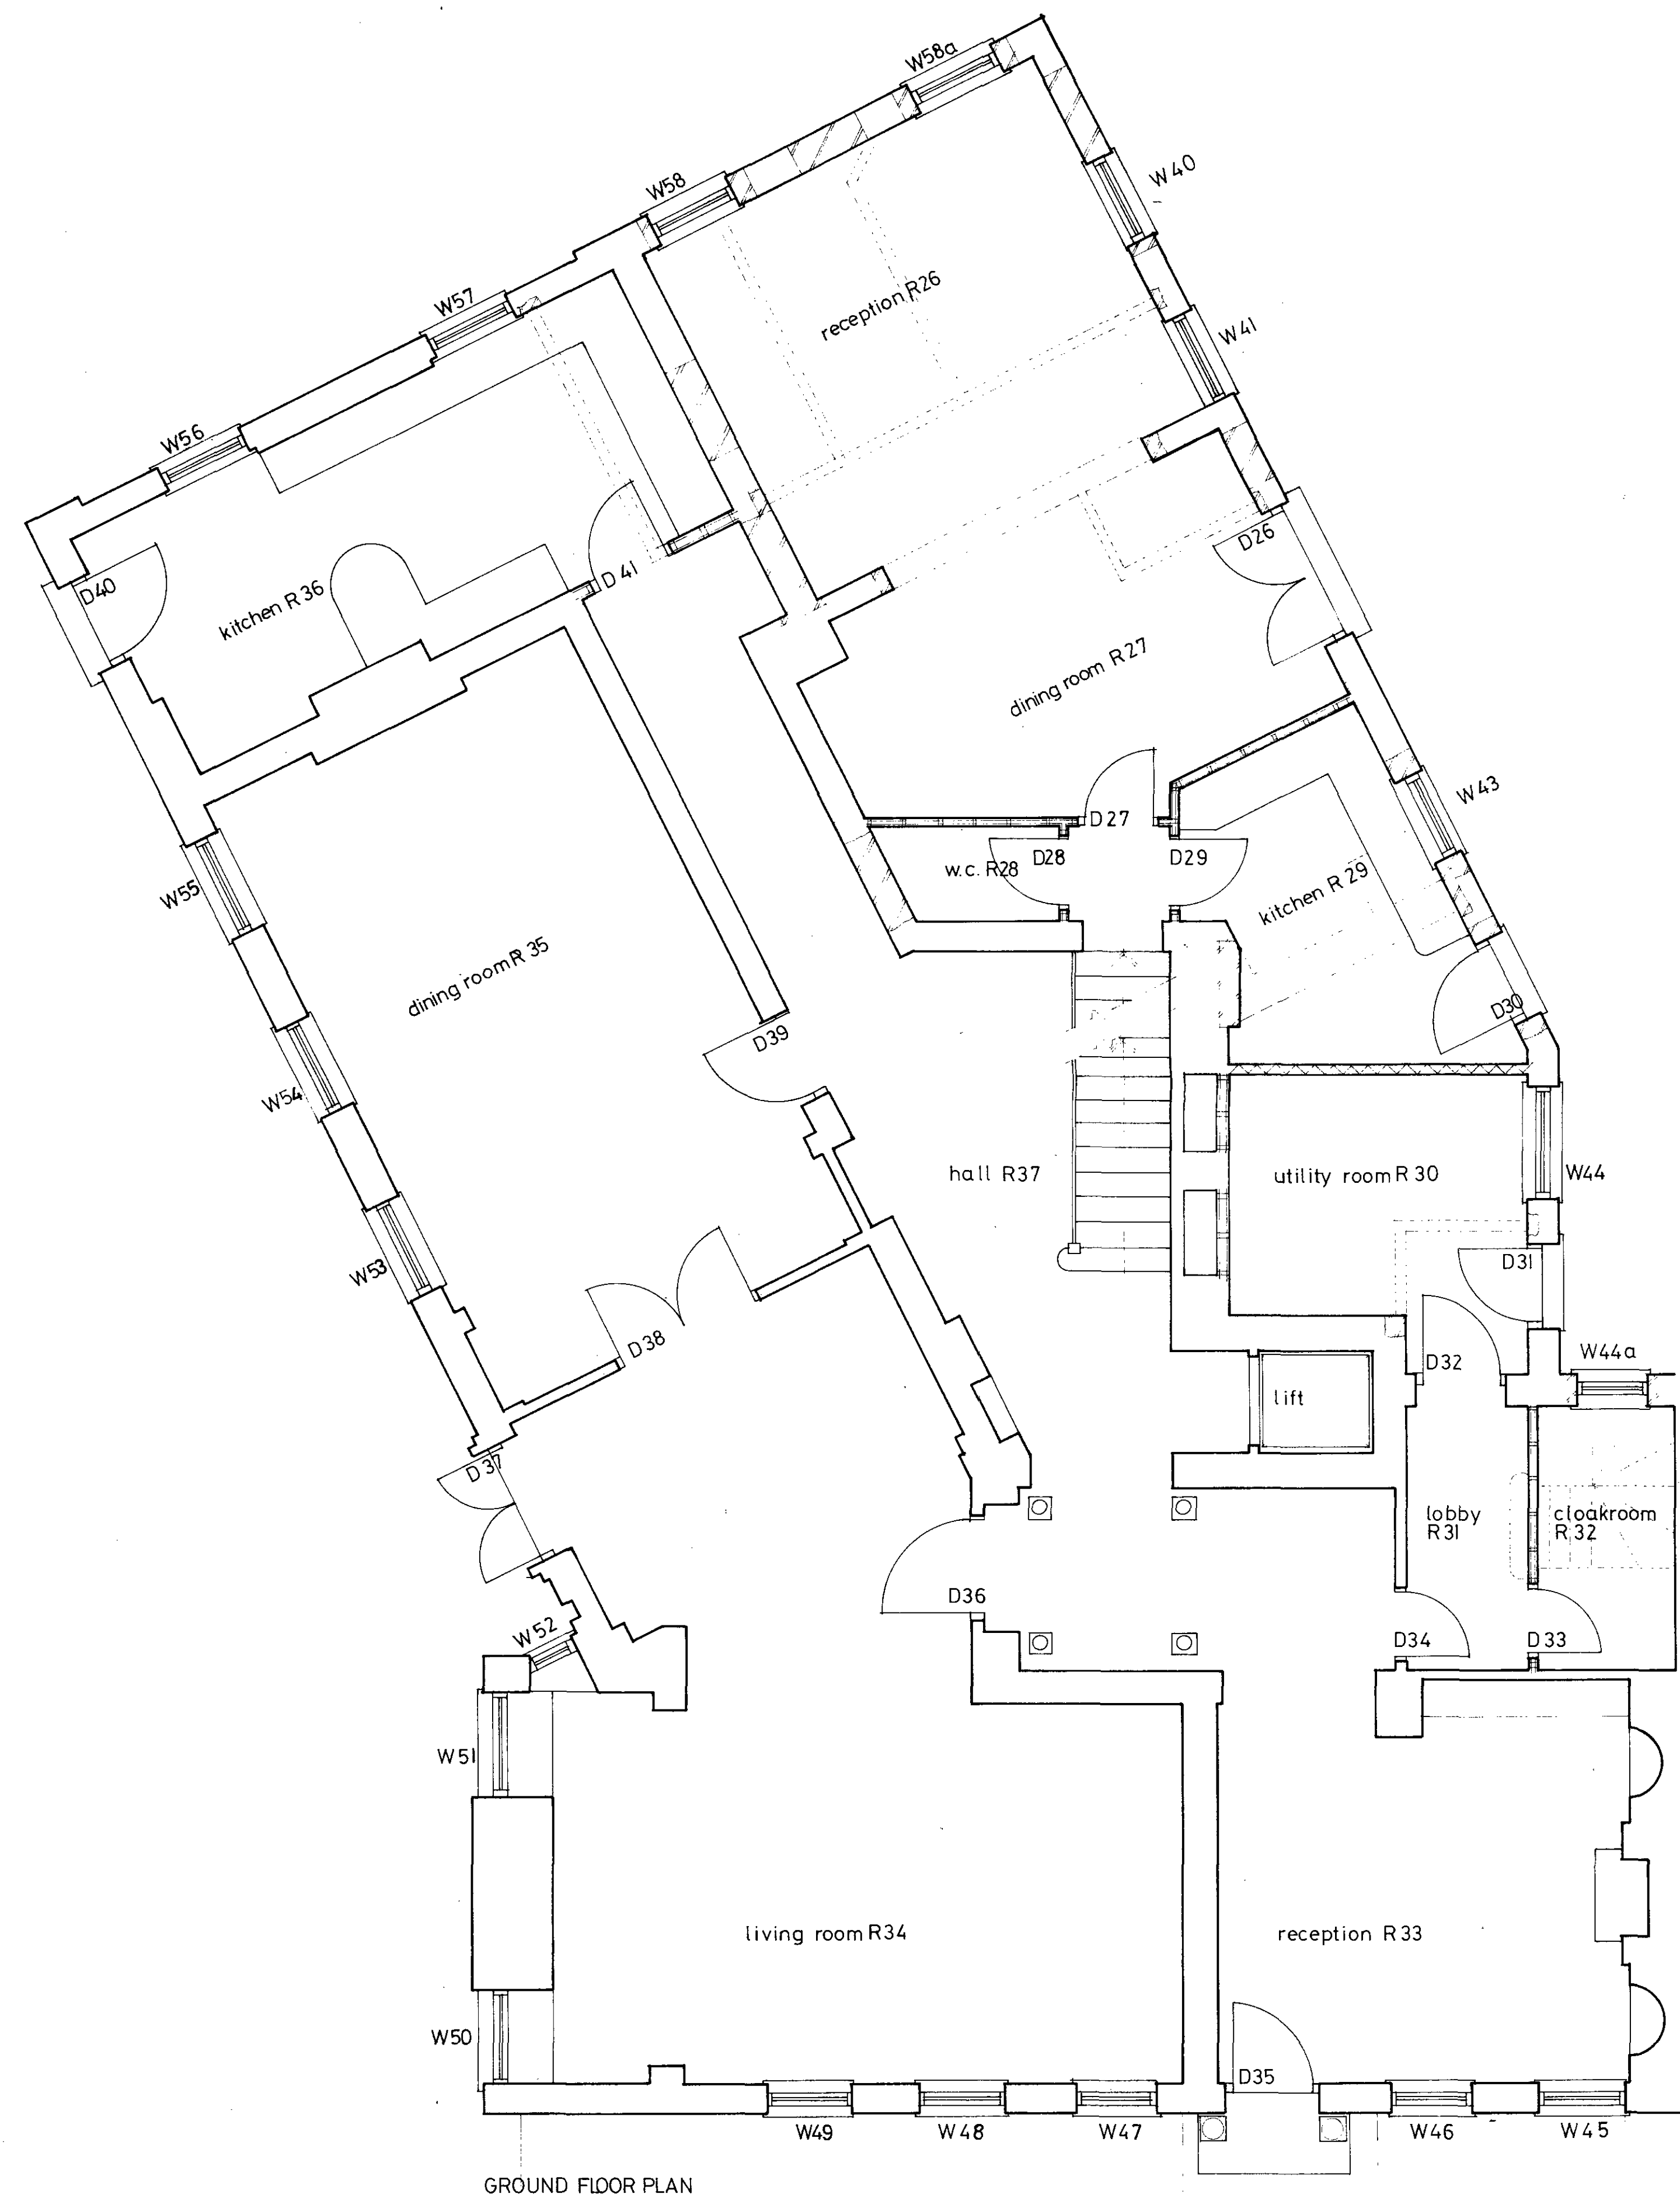 W58a
W40
W58
reception R26
W57
W41
W56
D26
D41
D40
kitchen R36
dining room R27
W43
D27
D28
D29
w.c. R28
kitchen R29
W55
dining room R35
D30
D39
W54
hall R37
utility room R30
W44
D31
W53
D38
D32
W44a
lift
D37
lobby
R31
cloakroom
R32
D36
W52
D34
D33
W51
living room R34
reception R33
W50
D35
W49
W48
W47
W46
W45
GROUND FLOOR PLAN